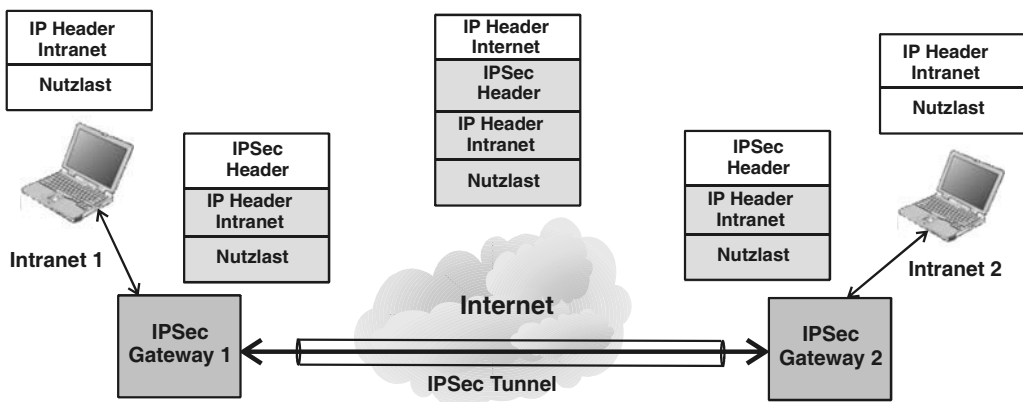 IP Header
Intranet
Nutzlast
IP Header
Internet
IPSec
Header
IP Header
Intranet
Nutzlast
IP Header
Intranet
Nutzlast
IPSec
Header
IP Header
Intranet
Nutzlast
IPSec
Header
IP Header
Intranet
Nutzlast
Intranet 1
Intranet 2
Internet
IPSec
Gateway 1
IPSec
Gateway 2
IPSec Tunnel